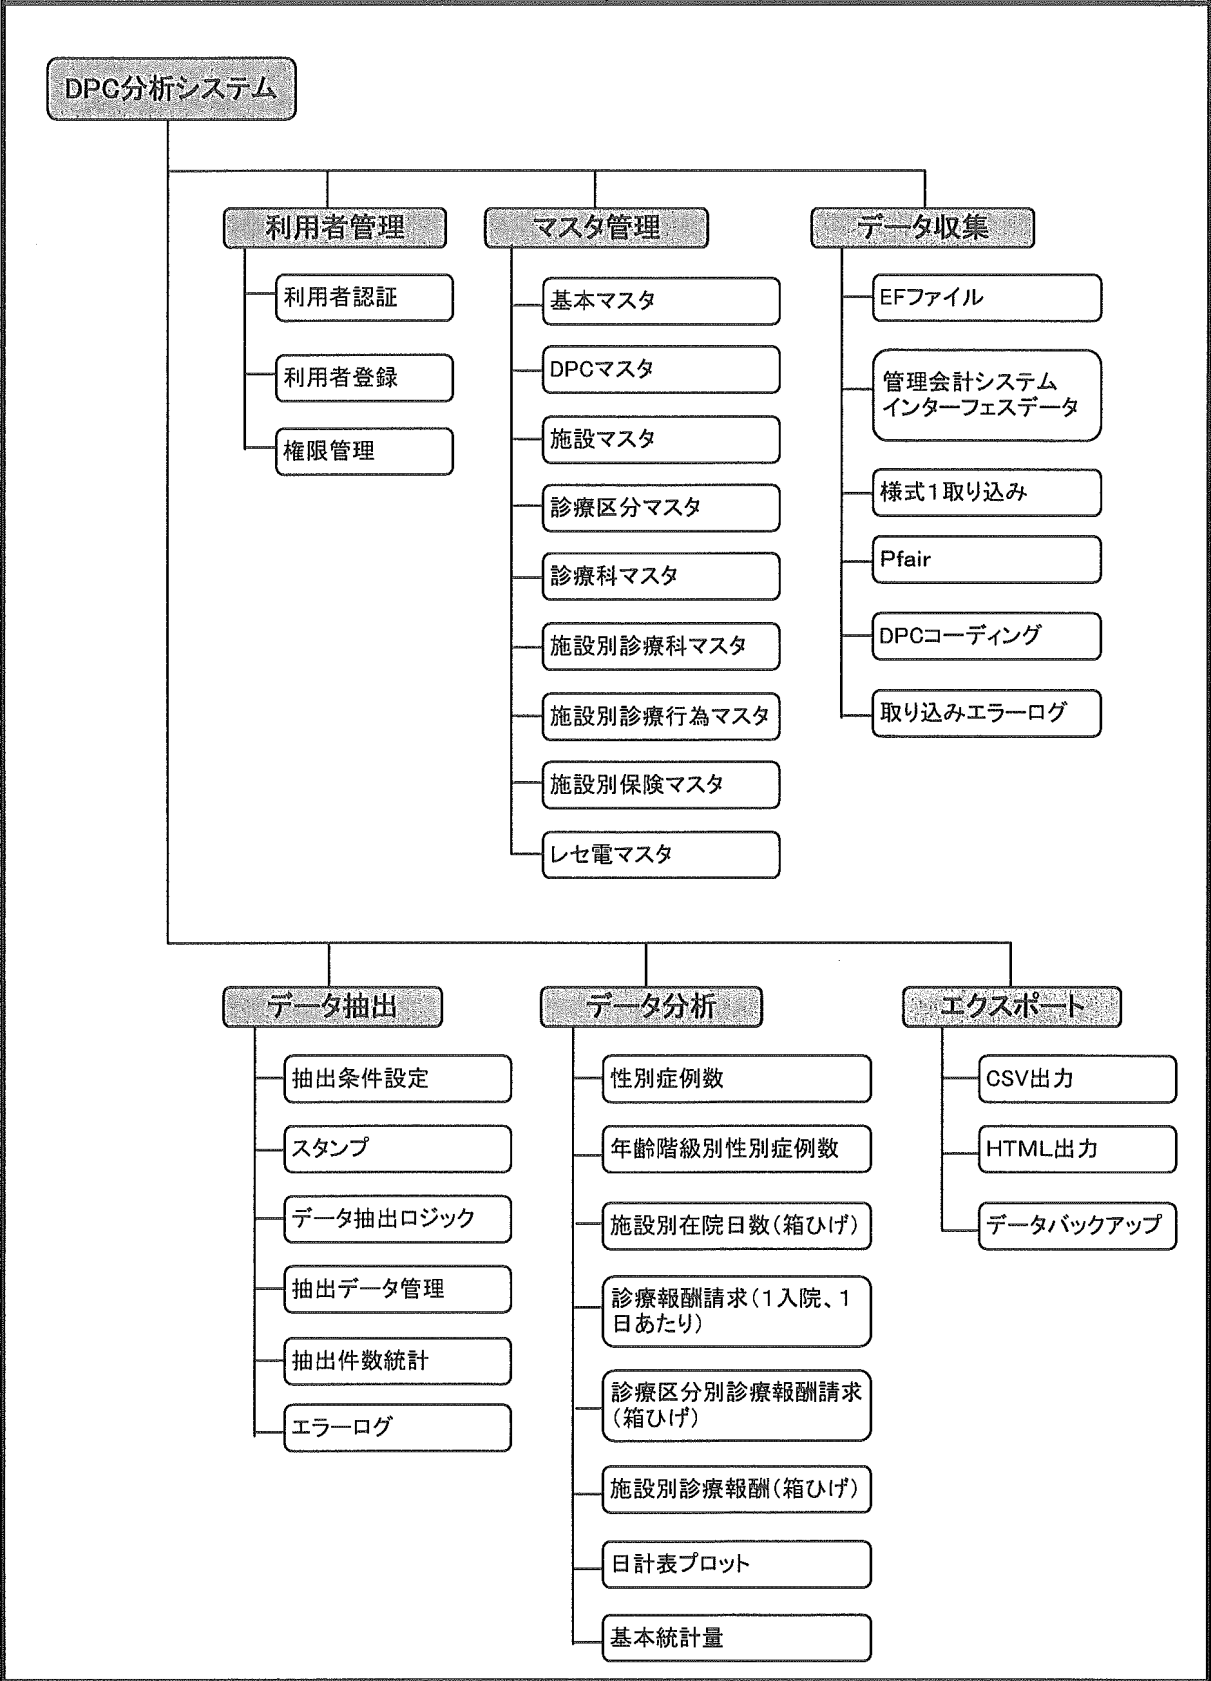 DPC分析システム
利用者管理
利用者認証
利用者登録
権限管理
マスタ管理
基本マスタ
DPCマスタ
施設マスタ
診療区分マスタ
診療科マスタ
施設別診療科マスタ
施設別診療行為マスタ
施設別保険マスタ
レセ電マスタ
データ収集
EFファイル
管理会計システム
インターフェスデータ
様式1取り込み
Pfair
DPCコーディング
取り込みエラーログ
データ抽出
抽出条件設定
スタンプ
データ抽出ロジック
抽出データ管理
抽出件数統計
エラーログ
データ分析
性別症例数
年齢階級別性別症例数
施設別在院日数(箱ひげ)
診療報酬請求(1入院、1
日あたり)
診療区分別診療報酬請求
(箱ひげ)
施設別診療報酬(箱ひげ)
日計表プロット
基本統計量
エクスポート
CSV出力
HTML出力
データバックアップ